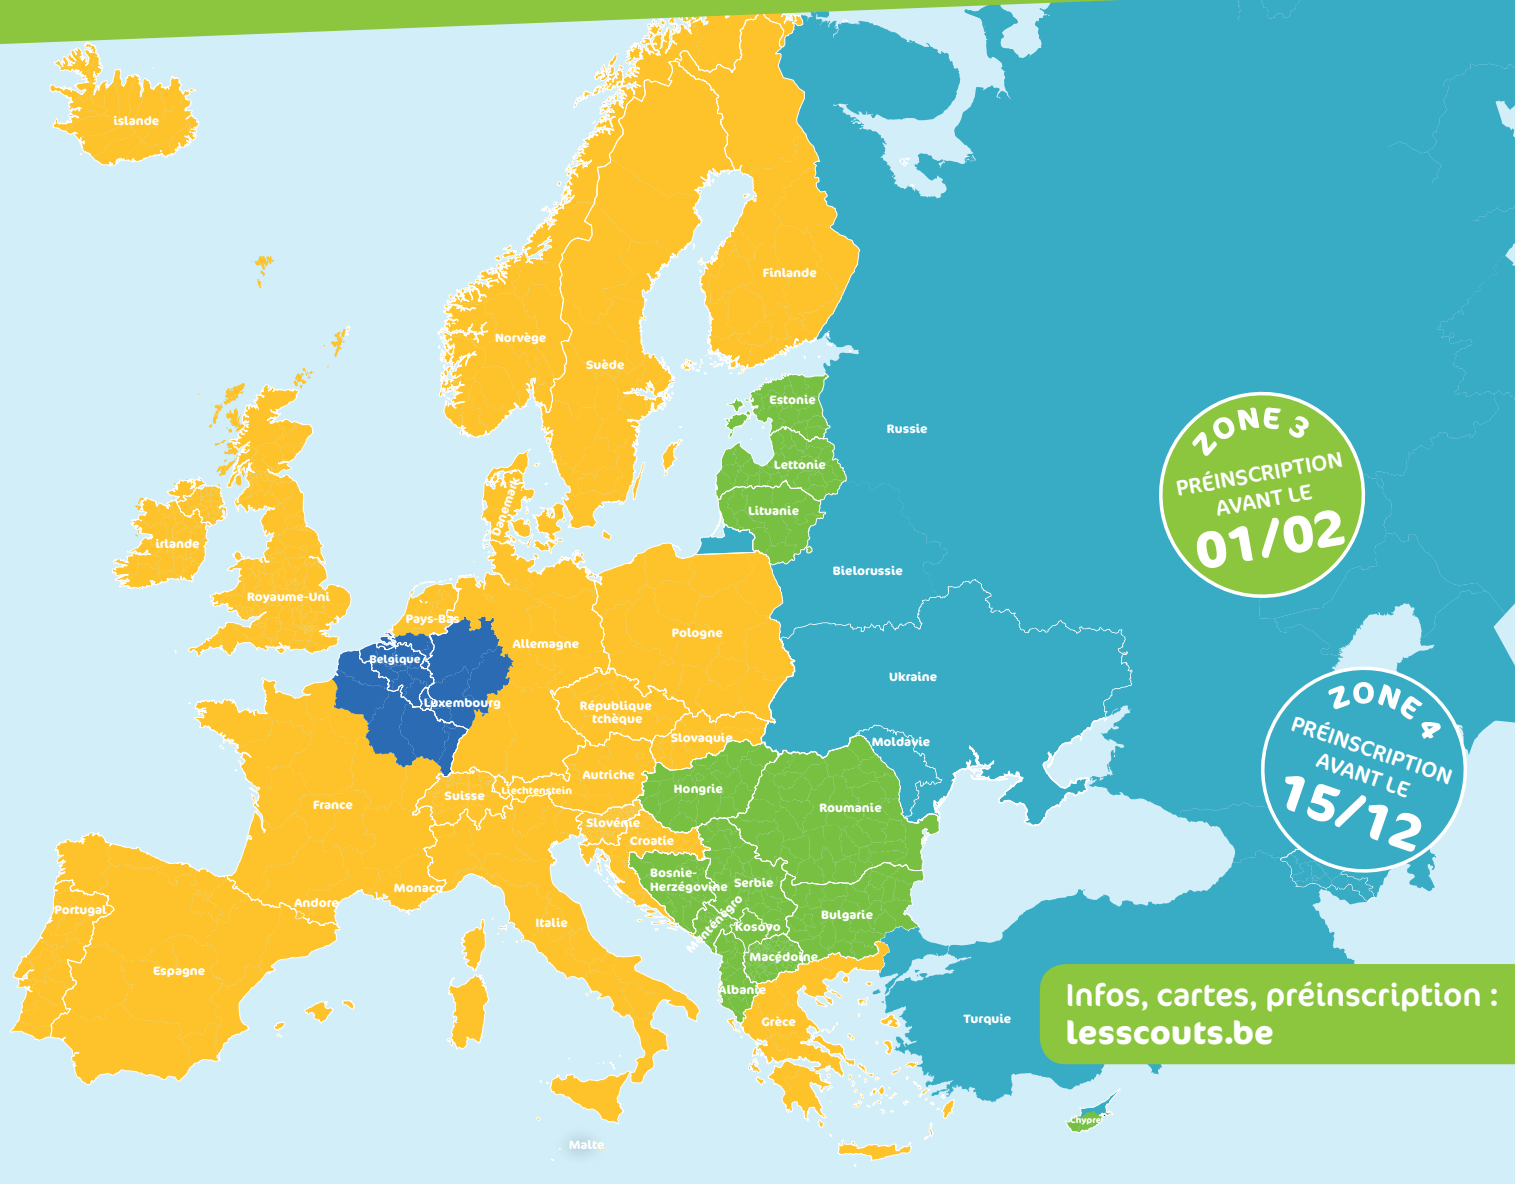 islande
Finlande
Norvège
Suède
Estonie
Russie
Lettonie
Lituanie
Danemark
irlande
Bielorussie
Royaume-Uni
Pays-Bas
Pologne
Allemagne
Belgique
Ukraine
Luxembourg
République
tchèque
Slovaquie
Moldavie
Autriche
Hongrie
Liechtenstein
Suisse
France
Roumanie
Slovénie
Croatie
Bosnie-
Herzégovine
Serbie
Monaco
Andore
Portugal
Bulgarie
Italie
Monténégro
Kosovo
Macédoine
Espagne
Albanie
Grèce
Turquie
Chypre
Malte
ZONE 3
PRÉINSCRIPTION
AVANT LE
01/02
ZONE 4
PRÉINSCRIPTION
AVANT LE
15/12
Infos, cartes, préinscription :
lesscouts.be